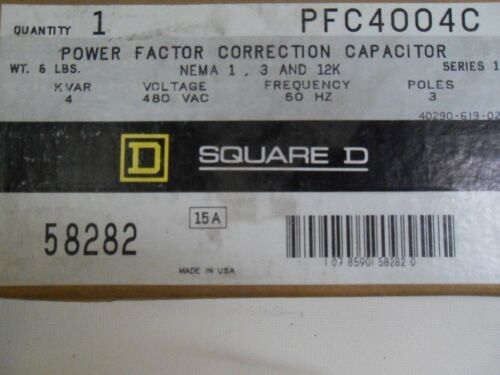 QUANTITY 1 PFC4004C
POWER FACTOR CORRECTION CAPACITOR
WT. 6 LBS. NEMA 1, 3 AND 12K SERIES 1
KVAR VOLTAGE FREQUENCY POLES
4 480 VAC 60 HZ 3
40290-619-02
D SQUARE D
58282 15A
1 07 85901 58282 0
MADE IN USA